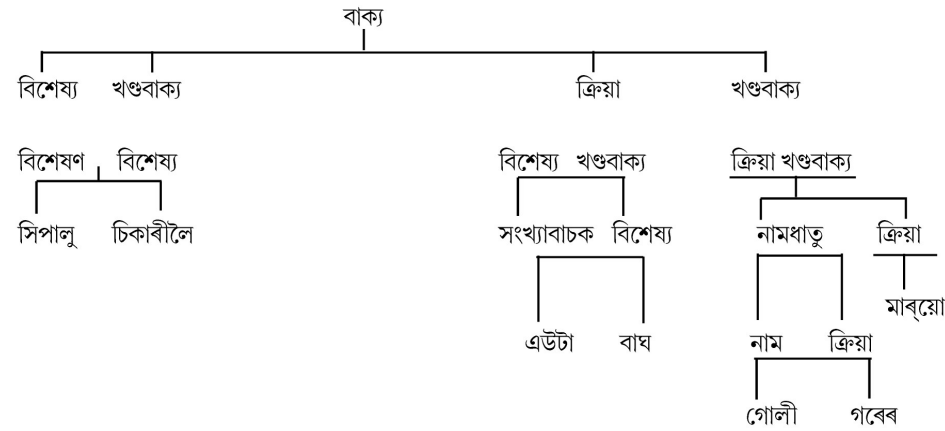 বাক্য
বিশেষ্য খণ্ডবাক্য ক্ৰিয়া খণ্ডবাক্য
বিশেষণ বিশেষ্য বিশেষ্য খণ্ডবাক্য ক্ৰিয়া খণ্ডবাক্য
সিপালু চিকাৰীলৈ সংখ্যাবাচক বিশেষ্য নামধাতু ক্ৰিয়া
মাৰ্‌য়ো
এউটা বাঘ নাম ক্ৰিয়া
গোলী গৰেৰ